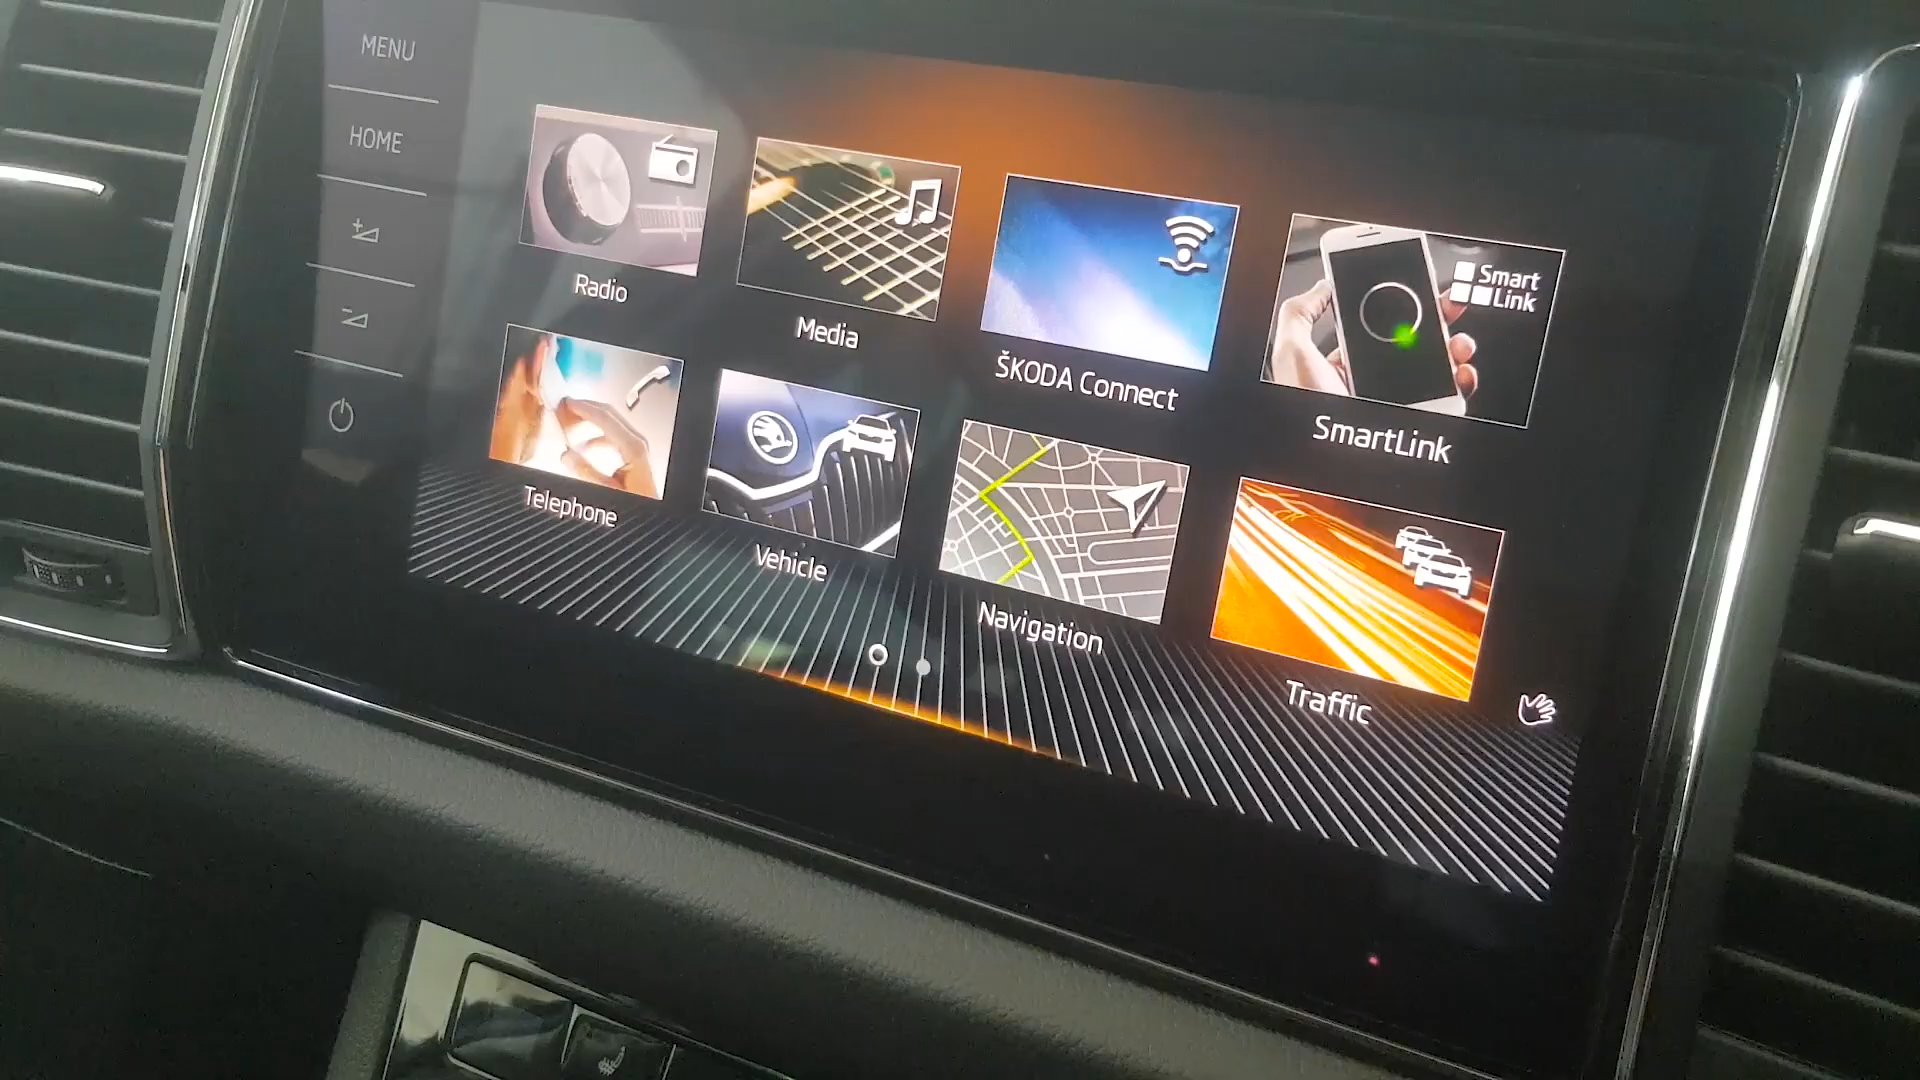 MENU
HOME
Radio
Media
ŠKODA Connect
Smart
Link
SmartLink
Telephone
Vehicle
Navigation
Traffic